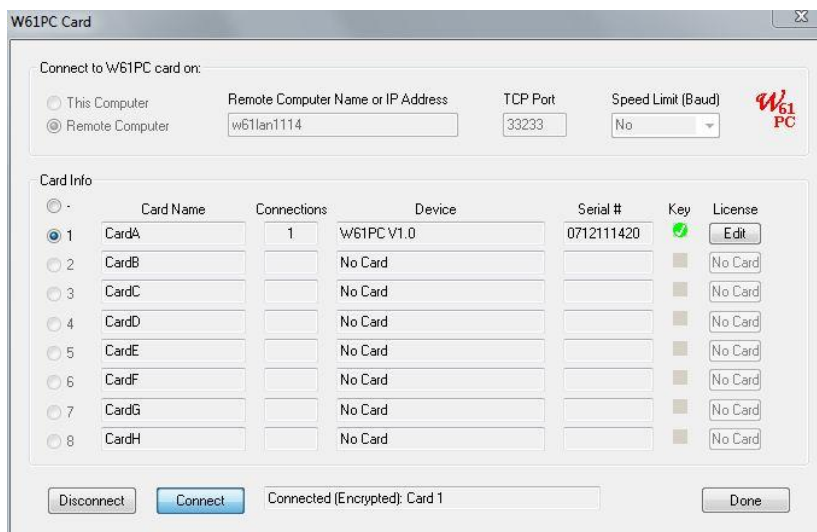 W61PC Card
Connect to W61PC card on:
This Computer Remote Computer Name or IP Address TCP Port Speed Limit (Baud) W61 PC
Remote Computer w61lan1114 33233 No
Card Info
- Card Name Connections Device Serial # Key License
1 CardA 1 W61PC V1.0 0712111420 Edit
2 CardB No Card No Card
3 CardC No Card No Card
4 CardD No Card No Card
5 CardE No Card No Card
6 CardF No Card No Card
7 CardG No Card No Card
8 CardH No Card No Card
Disconnect Connect Connected (Encrypted): Card 1 Done